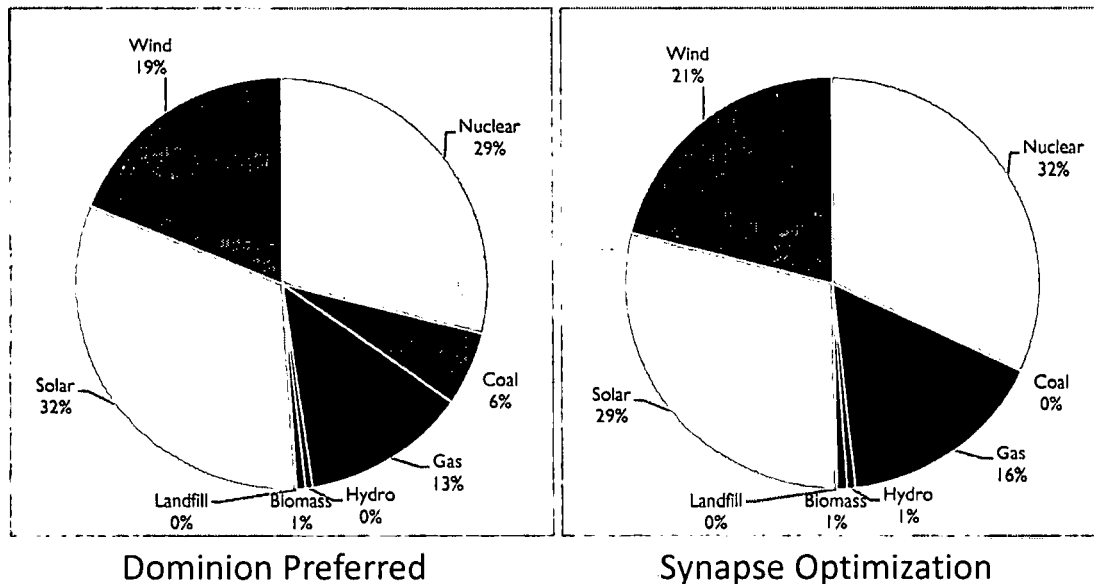 Wind
19%
Nuclear
29%
Coal
6%
Gas
13%
Hydro
0%
Biomass
1%
Landfill
0%
Solar
32%
Dominion Preferred
Wind
21%
Nuclear
32%
Coal
0%
Gas
16%
Hydro
1%
Biomass
1%
Landfill
0%
Solar
29%
Synapse Optimization